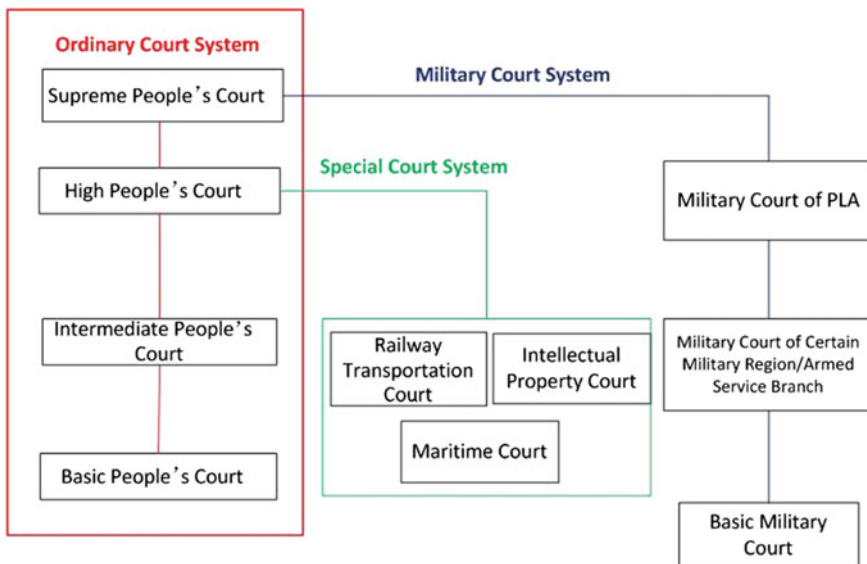 Ordinary Court System
Military Court System
Supreme People’s Court
Special Court System
High People’s Court
Military Court of PLA
Intermediate People’s
Court
Railway
Transportation
Court
Intellectual
Property Court
Military Court of Certain
Military Region/Armed
Service Branch
Maritime Court
Basic People’s Court
Basic Military
Court